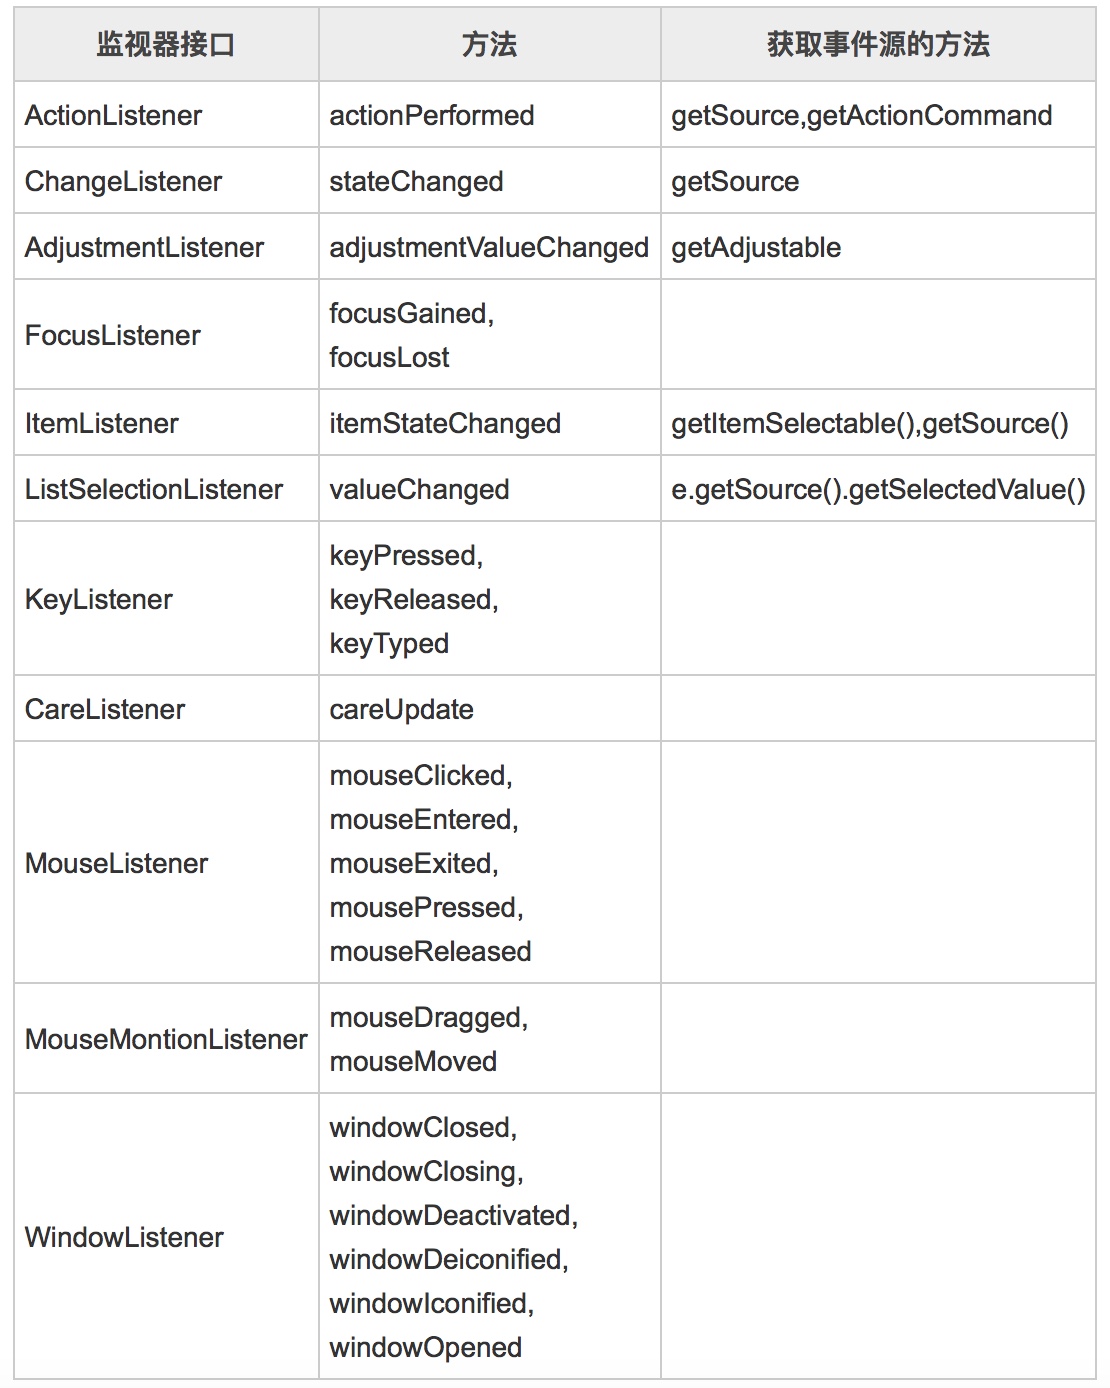 监视器接口 方法 获取事件源的方法
ActionListener actionPerformed getSource,getActionCommand
ChangeListener stateChanged getSource
AdjustmentListener adjustmentValueChanged getAdjustable
FocusListener
focusGained,
focusLost
ItemListener itemStateChanged getItemSelectable(),getSource()
ListSelectionListener valueChanged e.getSource().getSelectedValue()
KeyListener
keyPressed,
keyReleased,
keyTyped
CareListener careUpdate
MouseListener
mouseClicked,
mouseEntered,
mouseExited,
mousePressed,
mouseReleased
MouseMontionListener
mouseDragged,
mouseMoved
WindowListener
windowClosed,
windowClosing,
windowDeactivated,
windowDeiconified,
windowIconified,
windowOpened